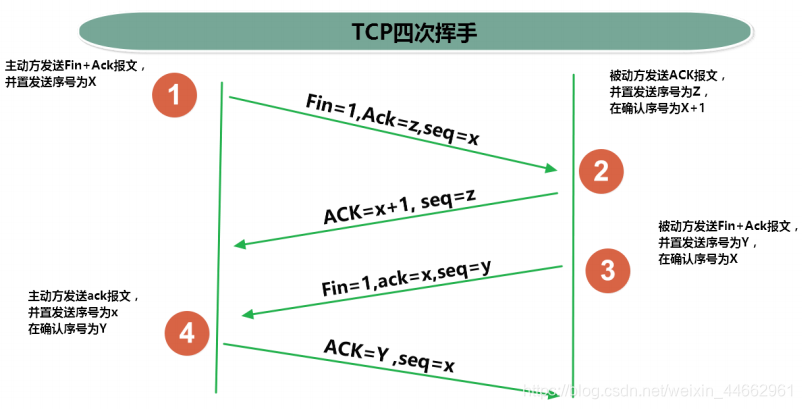 TCP四次挥手
主动方发送Fin+Ack报文，
并置发送序号为X
1
Fin=1,Ack=z,seq=x
被动方发送ACK报文，
并置发送序号为Z，
在确认序号为X+1
2
ACK=x+1, seq=z
被动方发送Fin+Ack报文，
并置发送序号为Y，
在确认序号为X
3
Fin=1,ack=x,seq=y
主动方发送ack报文，
并置发送序号为x
在确认序号为Y
4
ACK=Y ,seq=x
https://blog.csdn.net/weixin_44662961